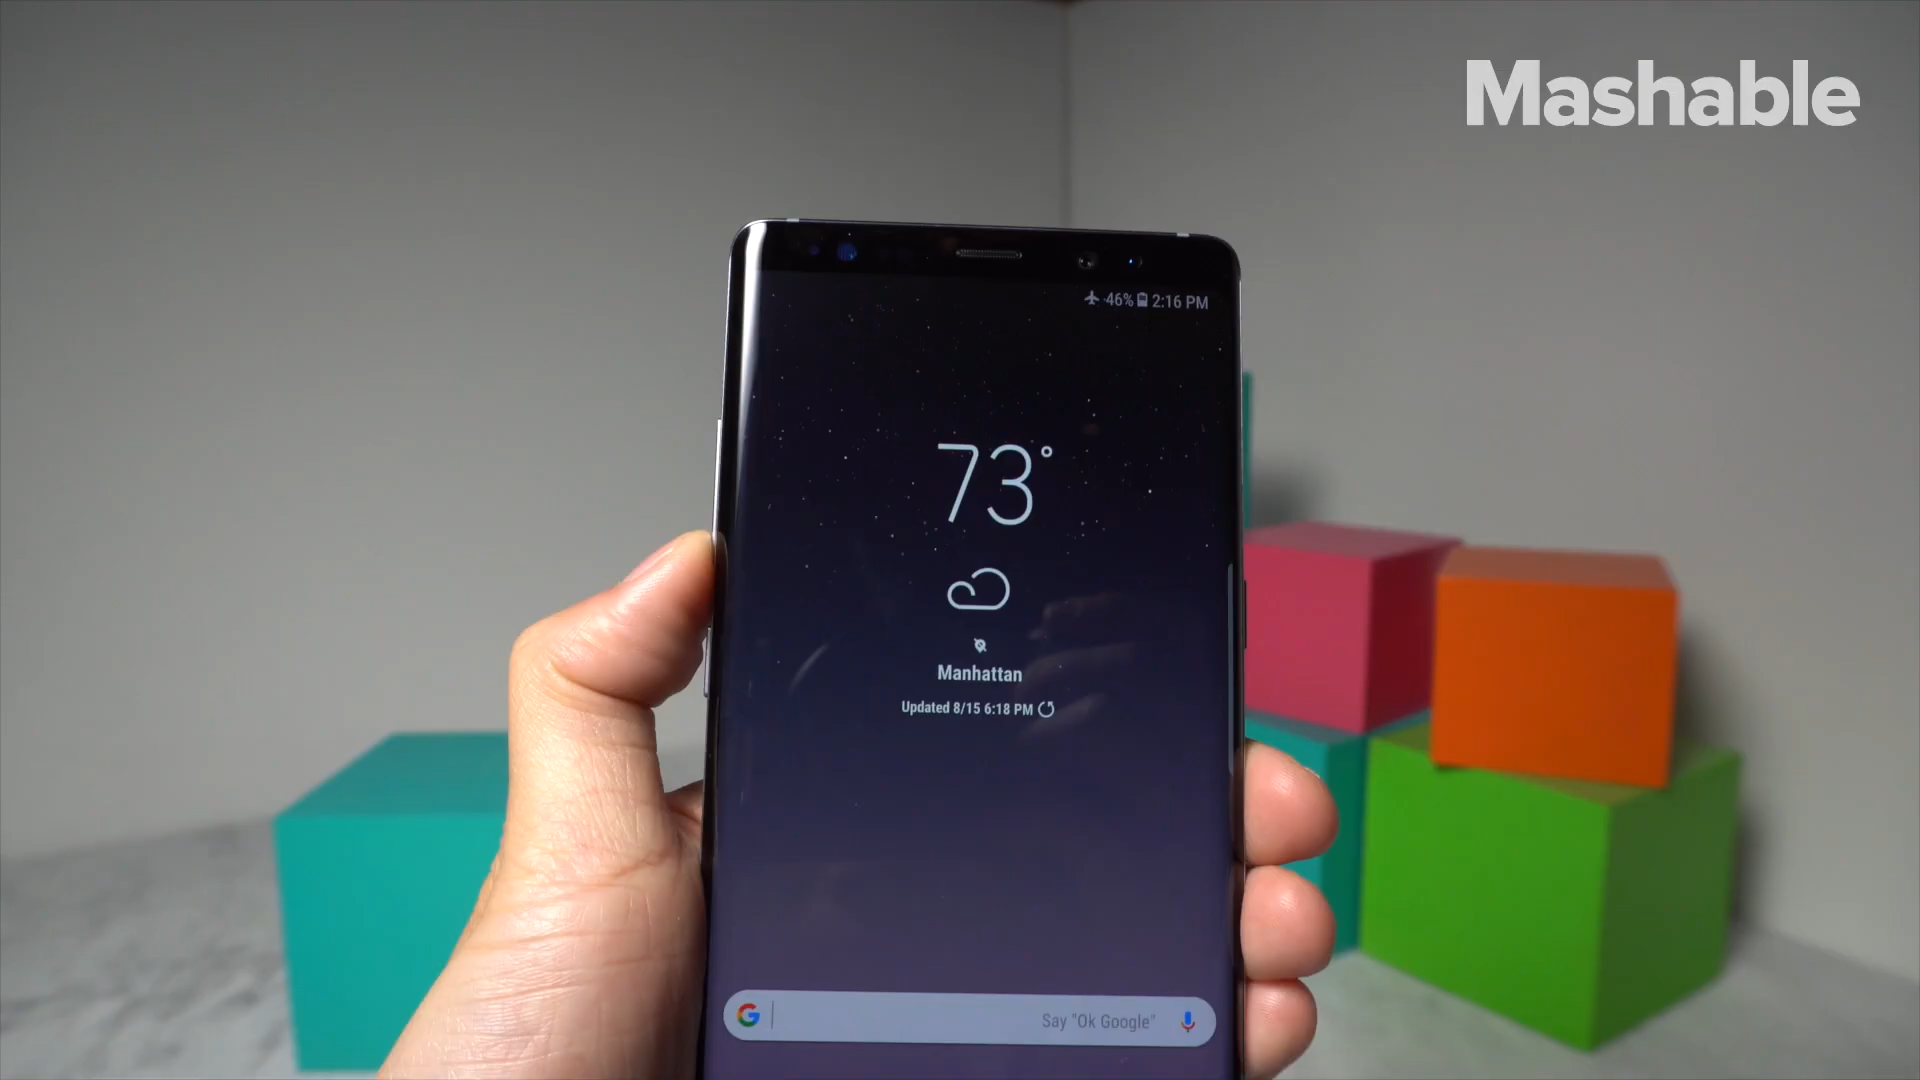 Mashable
46% 2:16 PM
73°
Manhattan
Updated 8/15 6:18 PM
G Say "Ok Google"